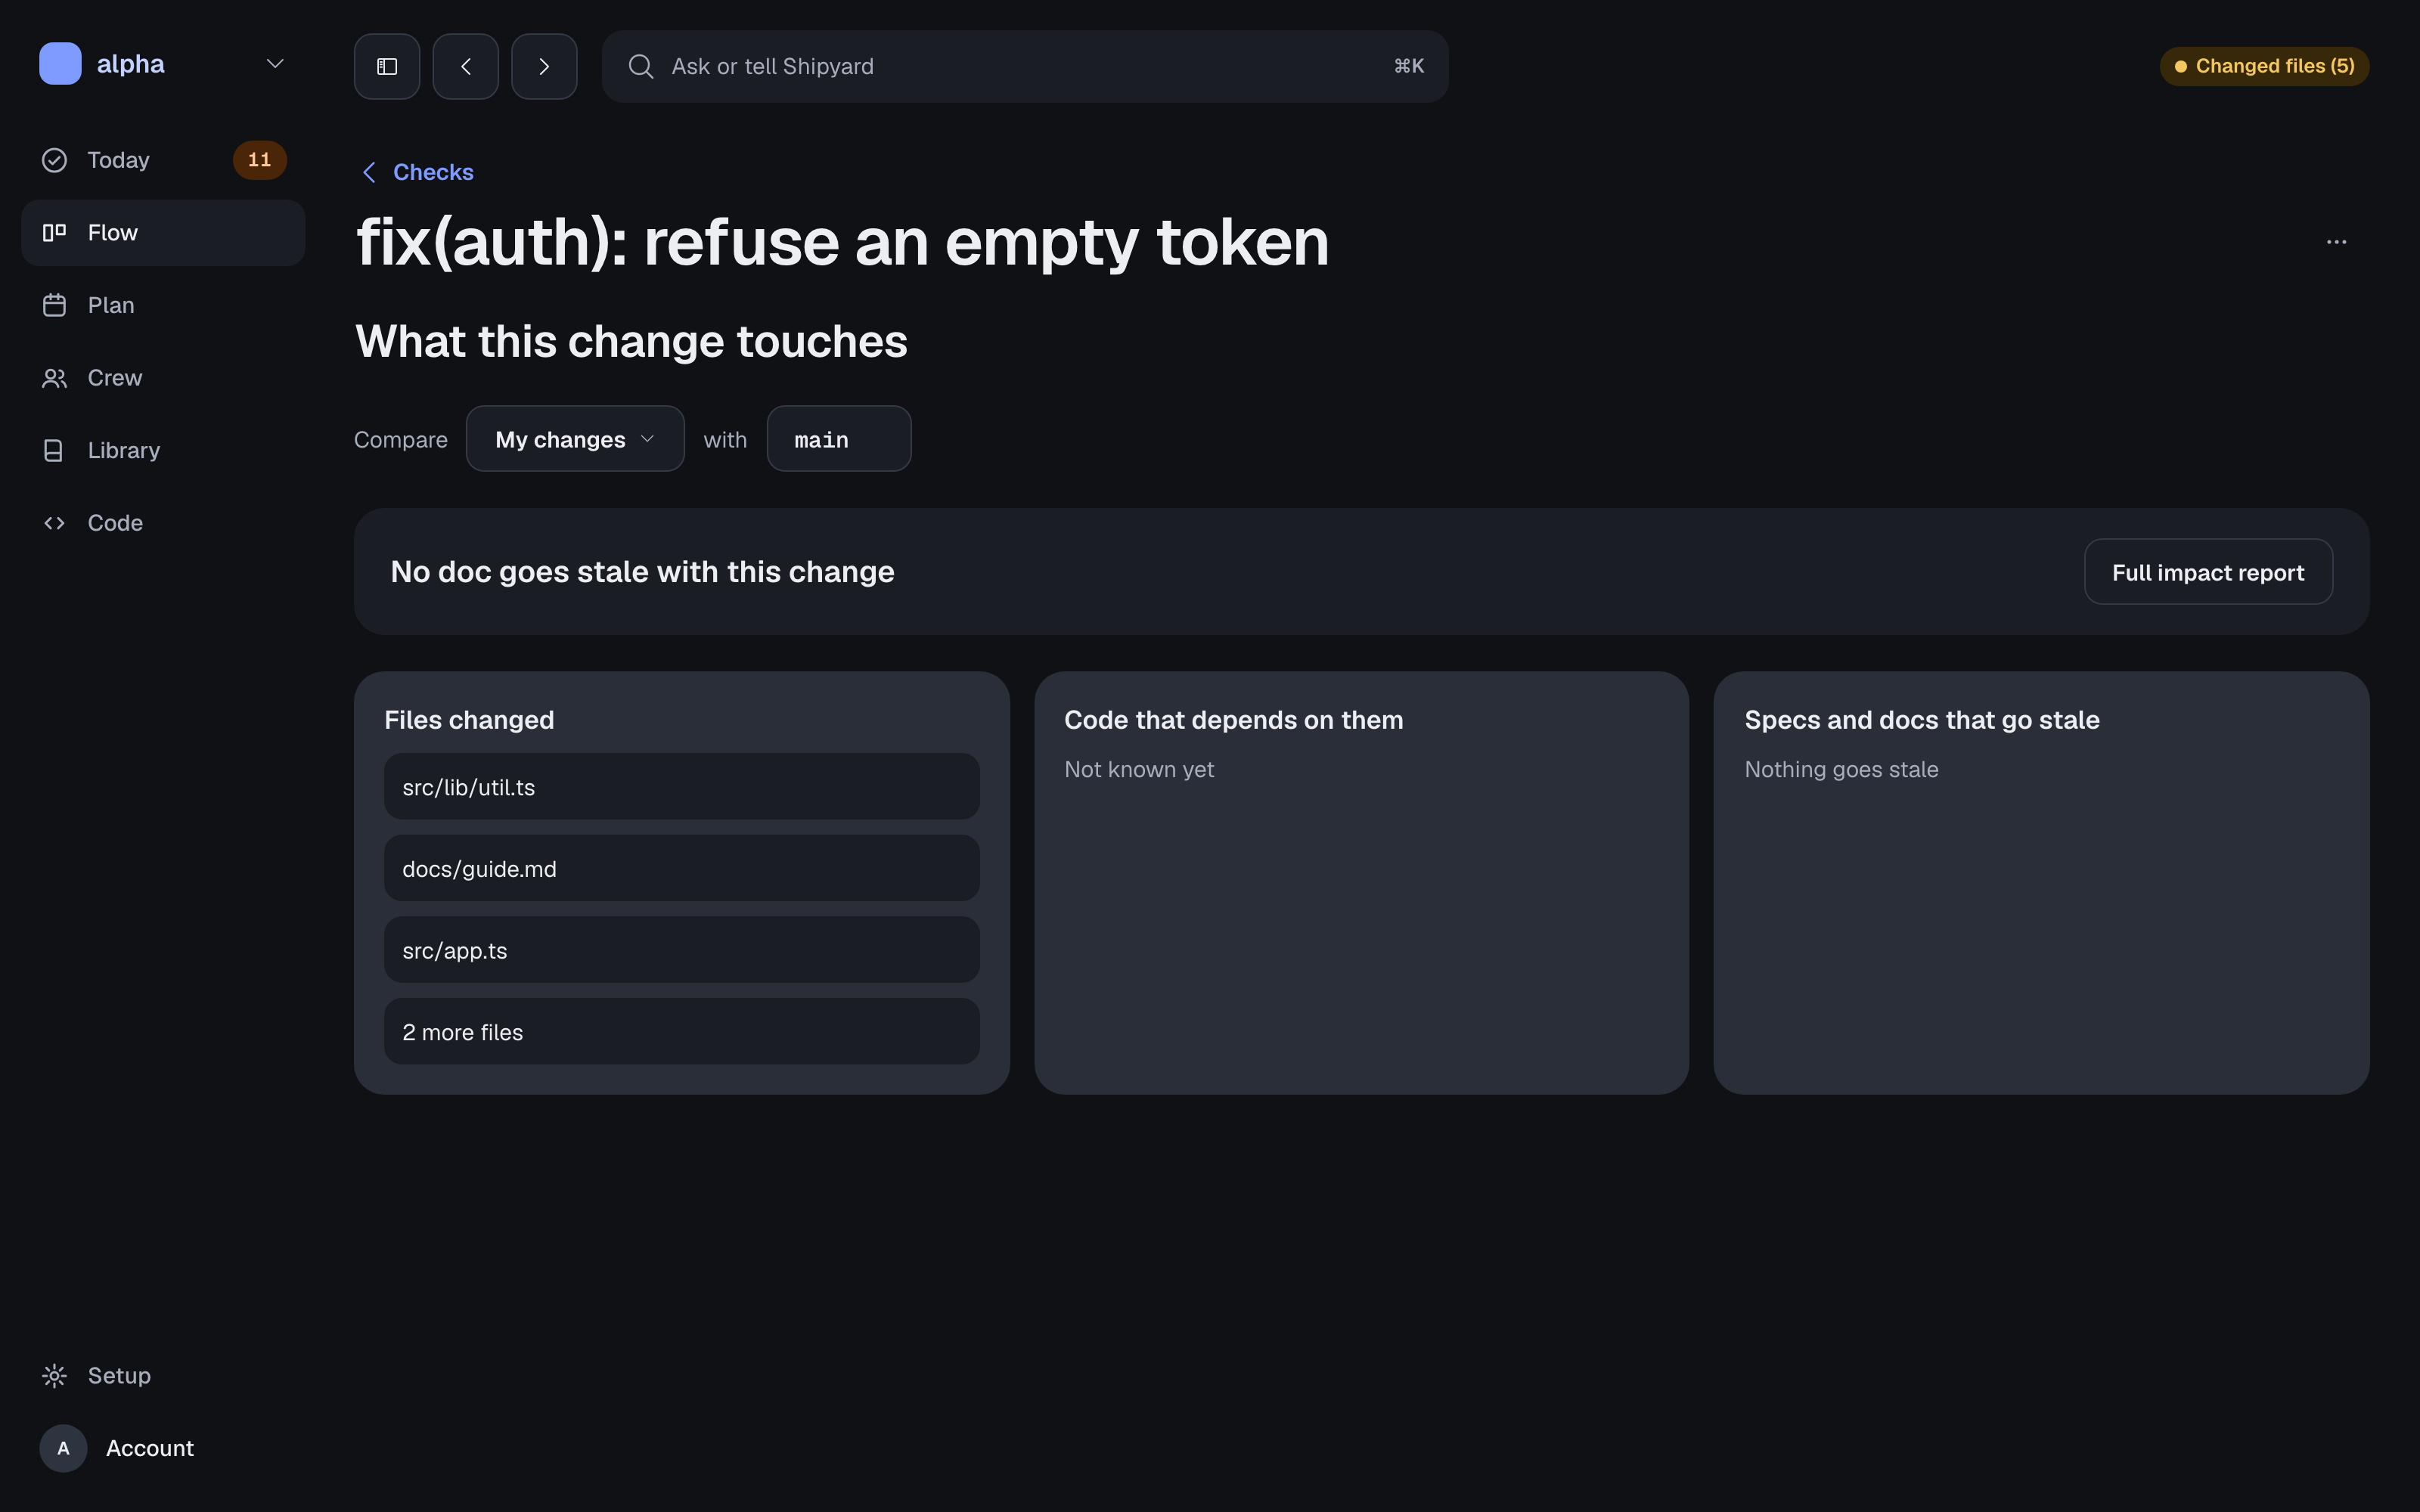 alpha
Ask or tell Shipyard
⌘K
Changed files (5)
Today
11
Flow
Plan
Crew
Library
Code
Checks
fix(auth): refuse an empty token
What this change touches
Compare
My changes
with
main
No doc goes stale with this change
Full impact report
Files changed
src/lib/util.ts
docs/guide.md
src/app.ts
2 more files
Code that depends on them
Not known yet
Specs and docs that go stale
Nothing goes stale
Setup
A
Account